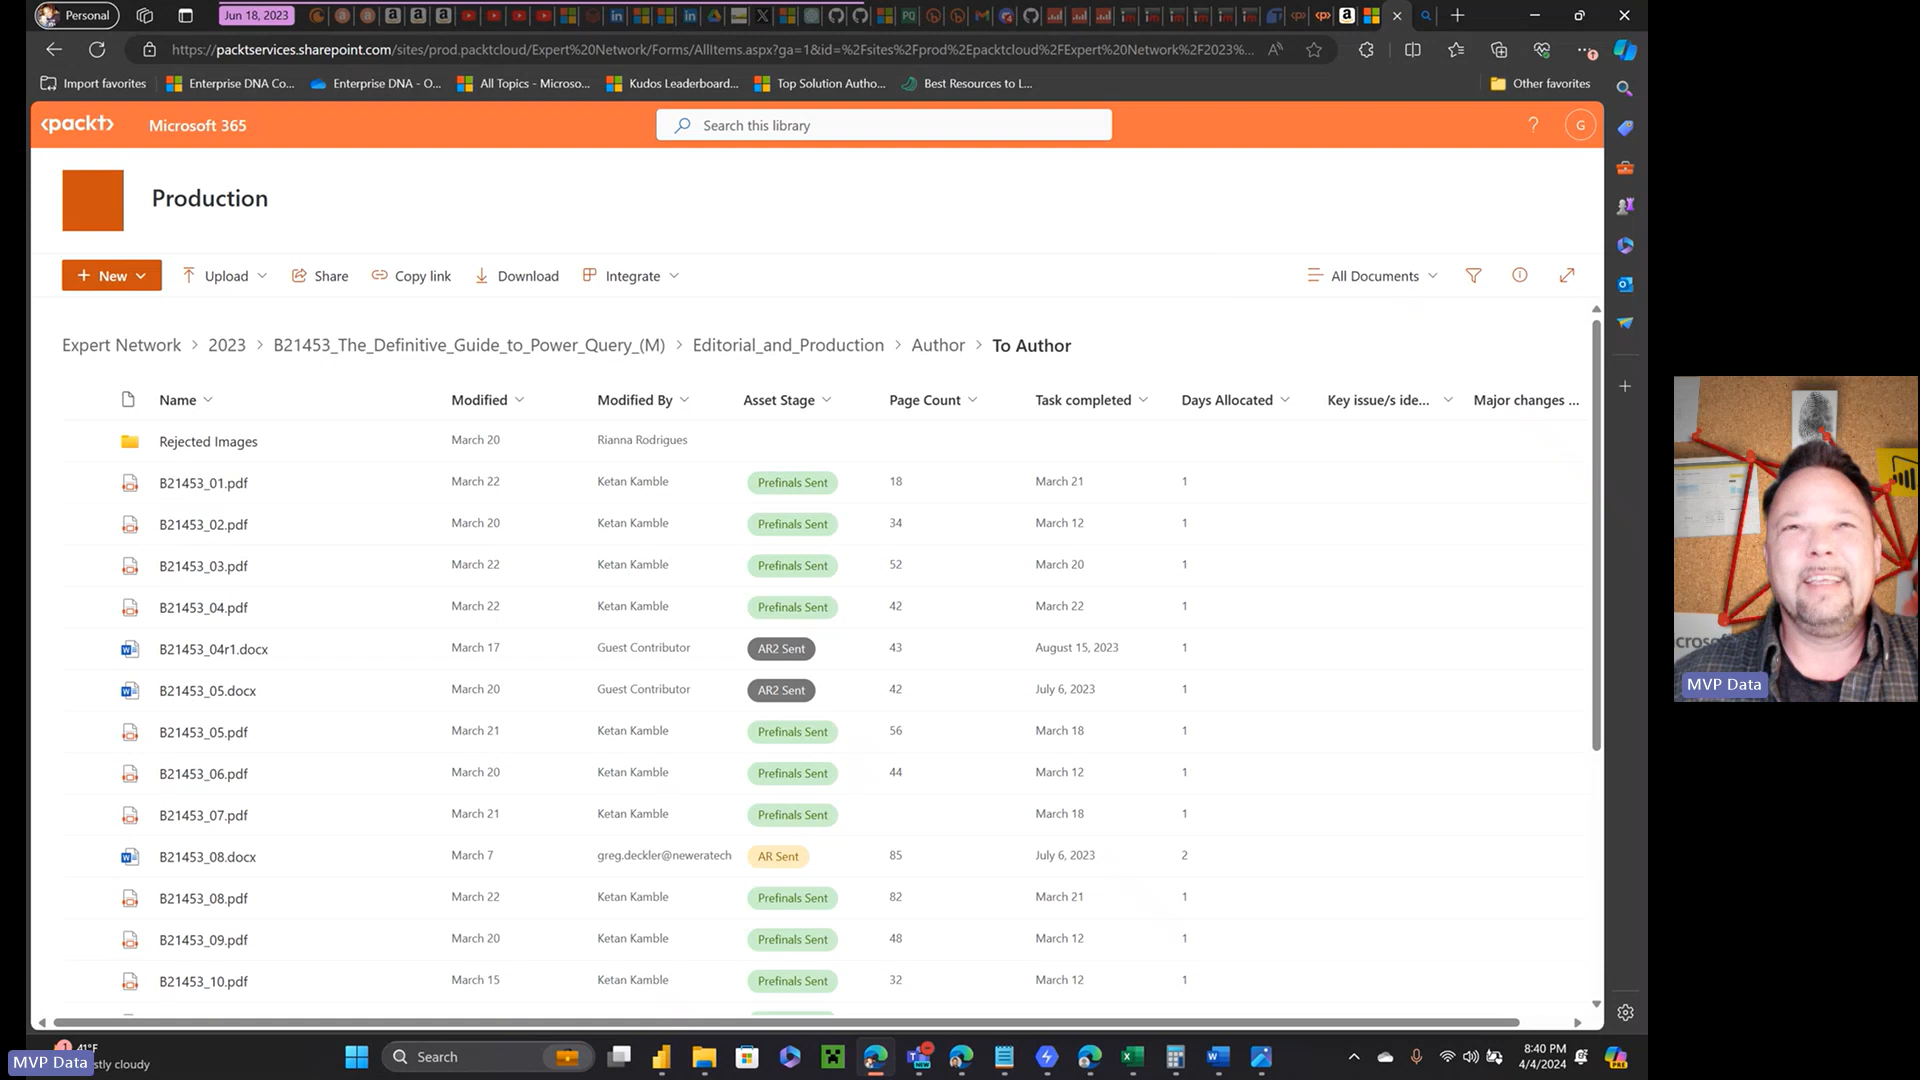 Personal
Jun 18, 2023
https://packtservices.sharepoint.com/sites/prod.packtcloud/Expert%20Network/Forms/AllItems.aspx?ga=1&id=%2Fsites%2Fprod%2Epacktcloud%2FExpert%20Network%2F2023%...
Import favorites
Enterprise DNA Co...
Enterprise DNA - O...
All Topics - Microso...
Kudos Leaderboard...
Top Solution Autho...
Best Resources to L...
Other favorites
<packt>
Microsoft 365
Search this library
?
G
Production
+ New
Upload
Share
Copy link
Download
Integrate
All Documents
Expert Network > 2023 > B21453_The_Definitive_Guide_to_Power_Query_(M) > Editorial_and_Production > Author > To Author
Name Modified Modified By Asset Stage Page Count Task completed Days Allocated Key issue/s ide... Major changes ...
Rejected Images March 20 Rianna Rodrigues
B21453_01.pdf March 22 Ketan Kamble Prefinals Sent 18 March 21 1
B21453_02.pdf March 20 Ketan Kamble Prefinals Sent 34 March 12 1
B21453_03.pdf March 22 Ketan Kamble Prefinals Sent 52 March 20 1
B21453_04.pdf March 22 Ketan Kamble Prefinals Sent 42 March 22 1
B21453_04r1.docx March 17 Guest Contributor AR2 Sent 43 August 15, 2023 1
B21453_05.docx March 20 Guest Contributor AR2 Sent 42 July 6, 2023 1
B21453_05.pdf March 21 Ketan Kamble Prefinals Sent 56 March 18 1
B21453_06.pdf March 20 Ketan Kamble Prefinals Sent 44 March 12 1
B21453_07.pdf March 21 Ketan Kamble Prefinals Sent March 18 1
B21453_08.docx March 7 greg.deckler@neweratech AR Sent 85 July 6, 2023 2
B21453_08.pdf March 22 Ketan Kamble Prefinals Sent 82 March 21 1
B21453_09.pdf March 20 Ketan Kamble Prefinals Sent 48 March 12 1
B21453_10.pdf March 15 Ketan Kamble Prefinals Sent 32 March 12 1
MVP Data
1
41°F
MVP Data
stly cloudy
Search
NEW
8:40 PM
4/4/2024
PRE